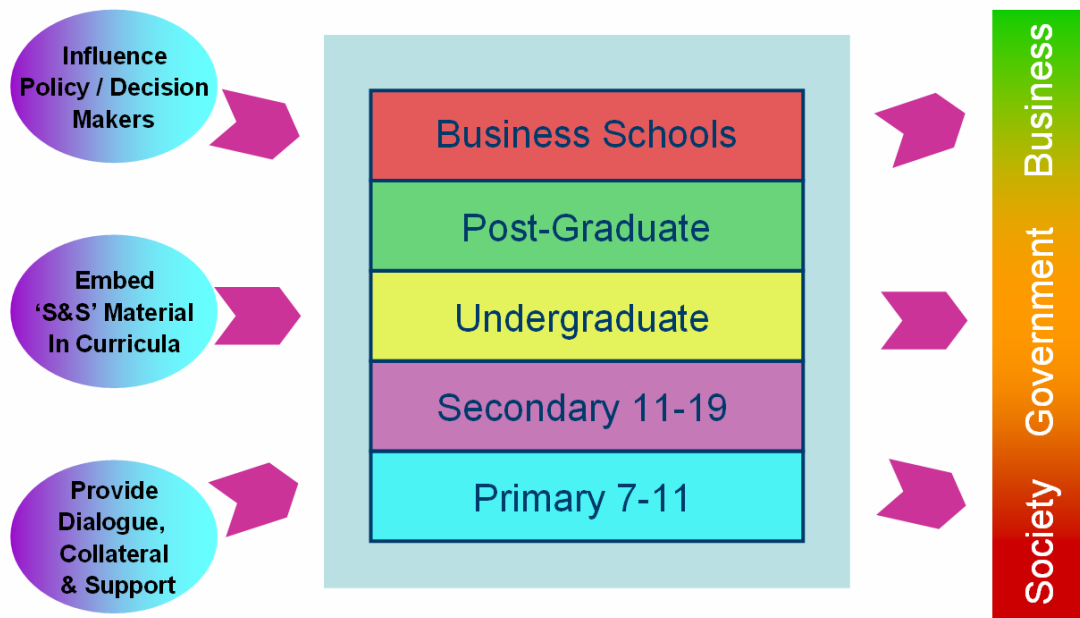 Influence
Policy / Decision
Makers
Embed
‘S&S’ Material
In Curricula
Provide
Dialogue,
Collateral
& Support
Business Schools
Post-Graduate
Undergraduate
Secondary 11-19
Primary 7-11
Business
Government
Society